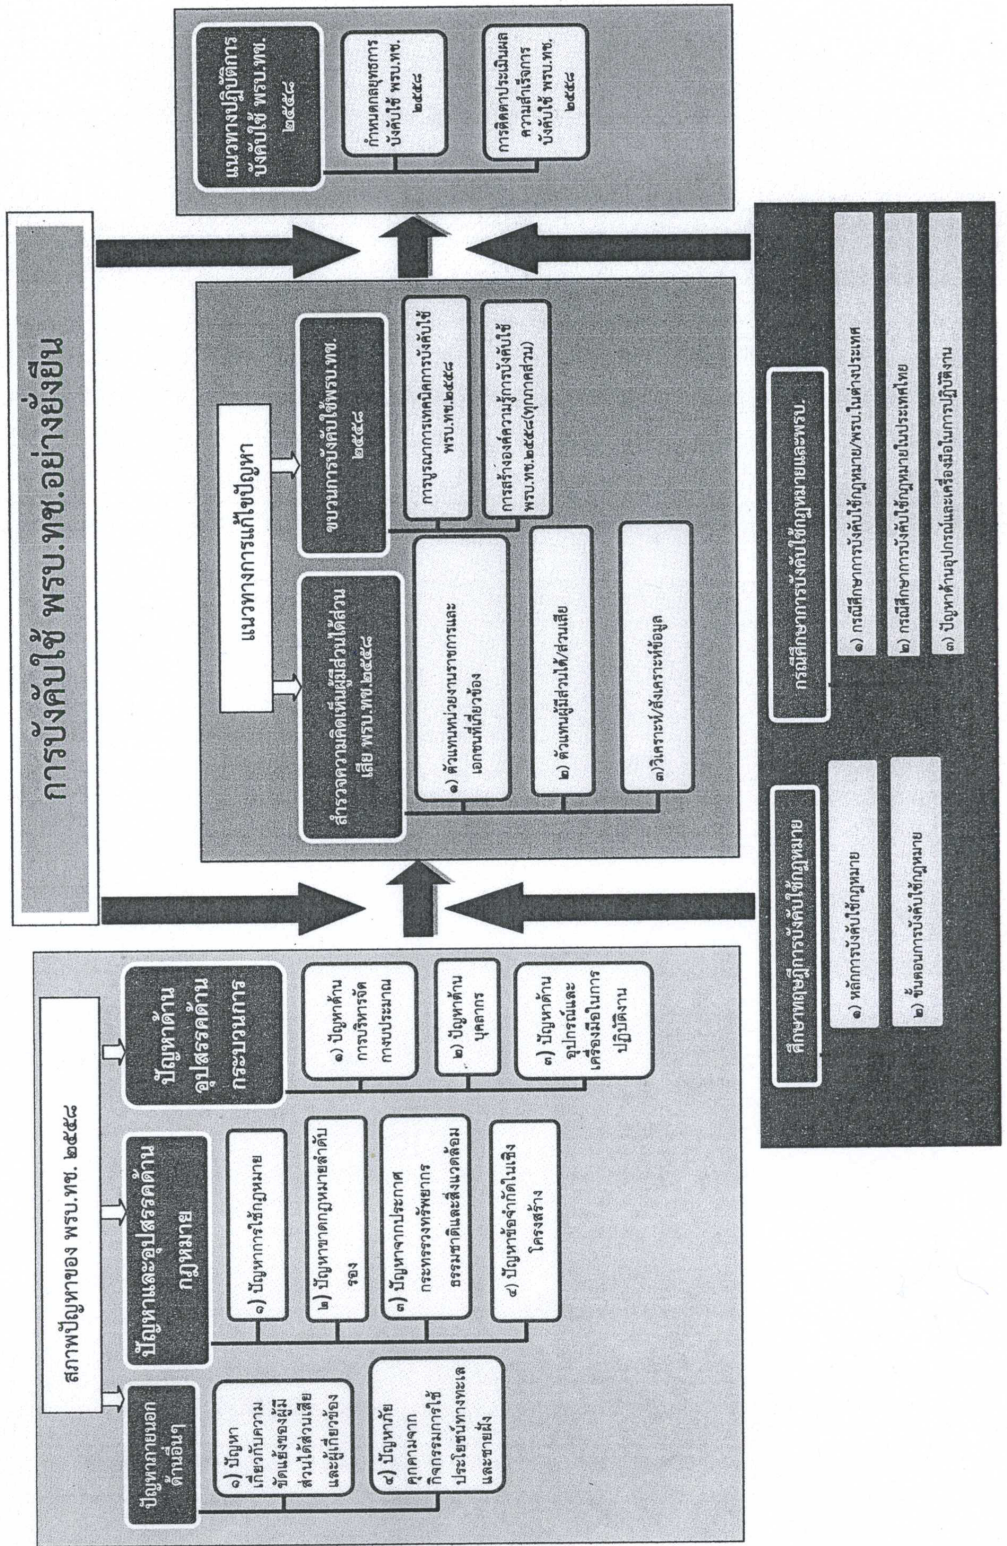 การบังคับใช้ พรบ.ทช.อย่างยั่งยืน
สภาพปัญหาของ พรบ.ทช. ๒๕๕๘
ปัญหาภายนอก
ด้านอื่นๆ
๑) ปัญหา
เกี่ยวกับความ
ขัดแย้งของผู้มี
ส่วนได้ส่วนเสีย
และผู้เกี่ยวข้อง
๔) ปัญหาภัย
คุกคามจาก
กิจกรรมการใช้
ประโยชน์ทางทะเล
และชายฝั่ง
ปัญหาและอุปสรรคด้าน
กฎหมาย
๑) ปัญหาการใช้กฎหมาย
๒) ปัญหาขาดกฎหมายลำดับ
รอง
๓) ปัญหาจากประกาศ
กระทรรวงทรัพยากร
ธรรมชาติและสิ่งแวดล้อม
๔) ปัญหาข้อจำกัดในเชิง
โครงสร้าง
ปัญหาด้าน
อุปสรรคด้าน
กระบวนการ
๑) ปัญหาด้าน
การบริหารจัด
การงบประมาณ
๒) ปัญหาด้าน
บุคลากร
๓) ปัญหาด้าน
อุปกรณ์และ
เครื่องมือในการ
ปฏิบัติงาน
แนวทางการแก้ไขปัญหา
สำรวจความคิดเห็นผู้มีส่วนได้ส่วน
เสีย พรบ.ทช.๒๕๕๘
๑) ตัวแทนหน่วยงานราชการและ
เอกชนที่เกี่ยวข้อง
๒) ตัวแทนผู้มีส่วนได้/ส่วนเสีย
๓)วิเคราะห์/สังเคราะห์ข้อมูล
ขบวนการบังคับใช้พรบ.ทช.
๒๕๕๘
การบูรณาการเทคนิคการบังคับใช้
พรบ.ทช.๒๕๕๘
การสร้างองค์ความรู้การบังคับใช้
พรบ.ทช.๒๕๕๘(ทุกภาคส่วน)
แนวทางปฏิบัติการ
บังคับใช้ พรบ.ทช.
๒๕๕๘
กำหนดกลยุทธการ
บังคับใช้ พรบ.ทช.
๒๕๕๘
การติดตาประเมินผล
ความสำเร็จการ
บังคับใช้ พรบ.ทช.
๒๕๕๘
ศึกษาทฤษฎีการบังคับใช้กฎหมาย
๑) หลักการบังคับใช้กฎหมาย
๒) ขั้นตอนการบังคับใช้กฎหมาย
กรณีศึกษาการบังคับใช้กฎหมายและพรบ.
๑) กรณีศึกษาการบังคับใช้กฎหมาย/พรบ.ในต่างประเทศ
๒) กรณีศึกษาการบังคับใช้กฎหมายในประเทศไทย
๓) ปัญหาด้านอุปกรณ์และเครื่องมือในการปฏิบัติงาน